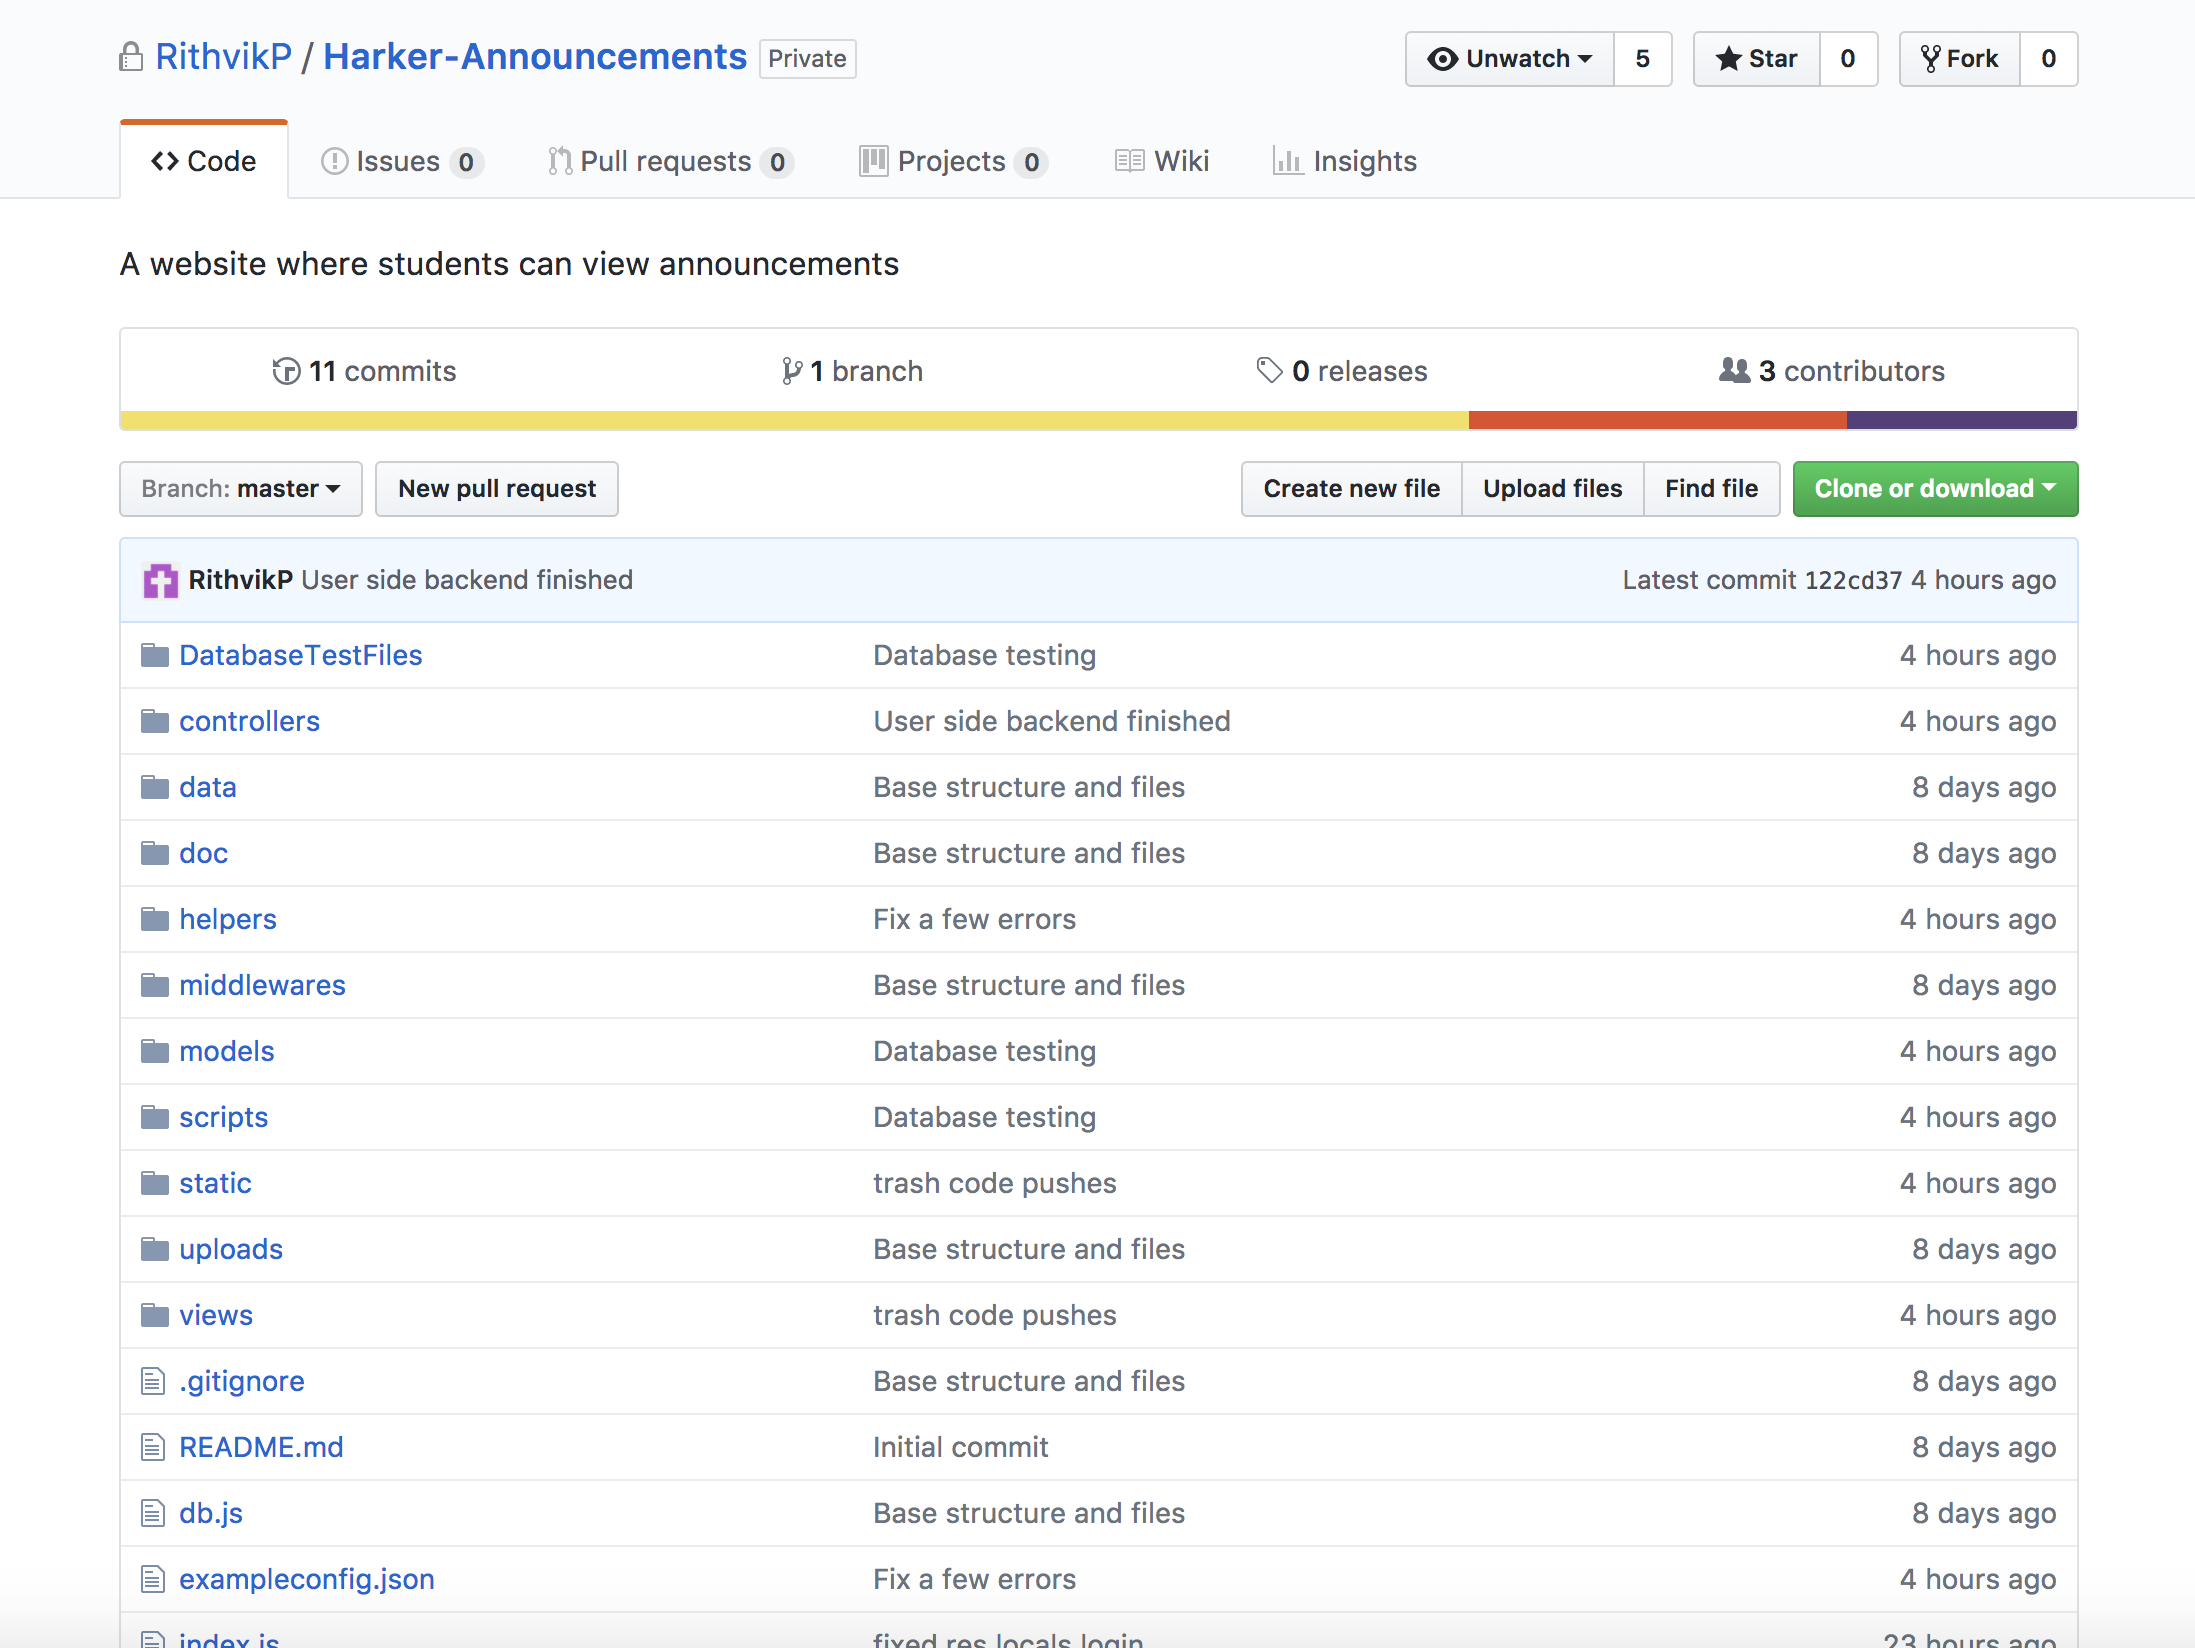 RithvikP / Harker-Announcements Private Unwatch 5 Star 0 Fork 0
Code Issues 0 Pull requests 0 Projects 0 Wiki Insights
A website where students can view announcements
11 commits 1 branch 0 releases 3 contributors
Branch: master New pull request Create new file Upload files Find file Clone or download
RithvikP User side backend finished Latest commit 122cd37 4 hours ago
DatabaseTestFiles Database testing 4 hours ago
controllers User side backend finished 4 hours ago
data Base structure and files 8 days ago
doc Base structure and files 8 days ago
helpers Fix a few errors 4 hours ago
middlewares Base structure and files 8 days ago
models Database testing 4 hours ago
scripts Database testing 4 hours ago
static trash code pushes 4 hours ago
uploads Base structure and files 8 days ago
views trash code pushes 4 hours ago
.gitignore Base structure and files 8 days ago
README.md Initial commit 8 days ago
db.js Base structure and files 8 days ago
exampleconfig.json Fix a few errors 4 hours ago
index.js fixed res locals login 23 hours ago